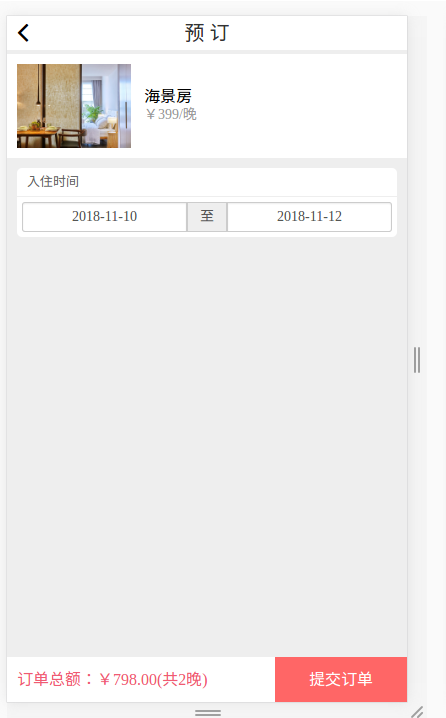 预 订
海景房
￥399/晚
入住时间
2018-11-10 至 2018-11-12
订单总额：￥798.00(共2晚) 提交订单